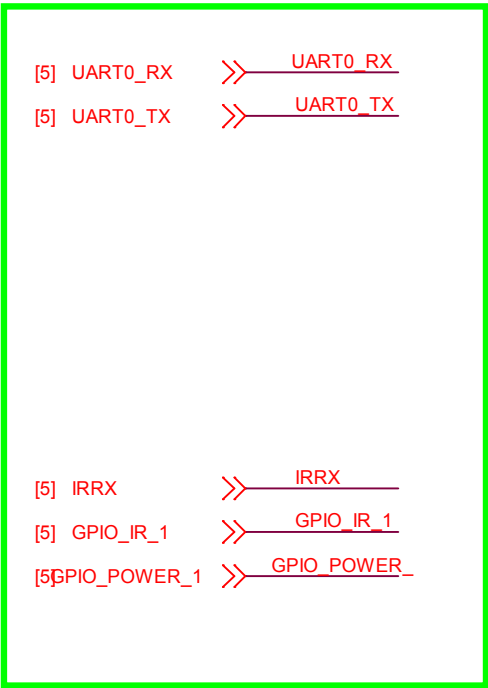 [5] UART0_RX UART0_RX
[5] UART0_TX UART0_TX
[5] IRRX IRRX
[5] GPIO_IR_1 GPIO_IR_1
[5]GPIO_POWER_1 GPIO_POWER_